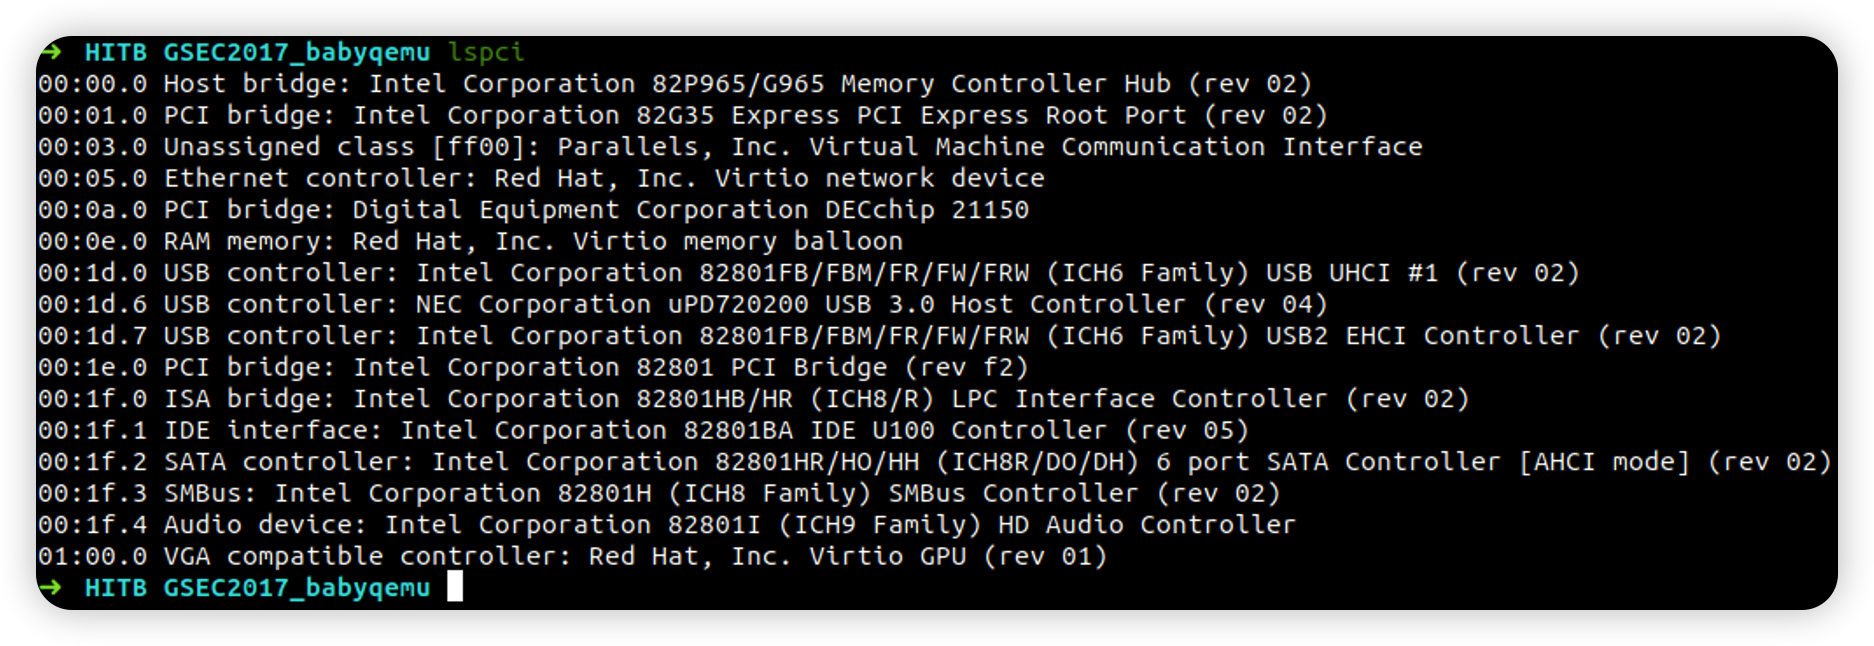 ➜ HITB GSEC2017_babyqemu lspci
00:00.0 Host bridge: Intel Corporation 82P965/G965 Memory Controller Hub (rev 02)
00:01.0 PCI bridge: Intel Corporation 82G35 Express PCI Express Root Port (rev 02)
00:03.0 Unassigned class [ff00]: Parallels, Inc. Virtual Machine Communication Interface
00:05.0 Ethernet controller: Red Hat, Inc. Virtio network device
00:0a.0 PCI bridge: Digital Equipment Corporation DECchip 21150
00:0e.0 RAM memory: Red Hat, Inc. Virtio memory balloon
00:1d.0 USB controller: Intel Corporation 82801FB/FBM/FR/FW/FRW (ICH6 Family) USB UHCI #1 (rev 02)
00:1d.6 USB controller: NEC Corporation uPD720200 USB 3.0 Host Controller (rev 04)
00:1d.7 USB controller: Intel Corporation 82801FB/FBM/FR/FW/FRW (ICH6 Family) USB2 EHCI Controller (rev 02)
00:1e.0 PCI bridge: Intel Corporation 82801 PCI Bridge (rev f2)
00:1f.0 ISA bridge: Intel Corporation 82801HB/HR (ICH8/R) LPC Interface Controller (rev 02)
00:1f.1 IDE interface: Intel Corporation 82801BA IDE U100 Controller (rev 05)
00:1f.2 SATA controller: Intel Corporation 82801HR/HO/HH (ICH8R/DO/DH) 6 port SATA Controller [AHCI mode] (rev 02)
00:1f.3 SMBus: Intel Corporation 82801H (ICH8 Family) SMBus Controller (rev 02)
00:1f.4 Audio device: Intel Corporation 82801I (ICH9 Family) HD Audio Controller
01:00.0 VGA compatible controller: Red Hat, Inc. Virtio GPU (rev 01)
➜ HITB GSEC2017_babyqemu